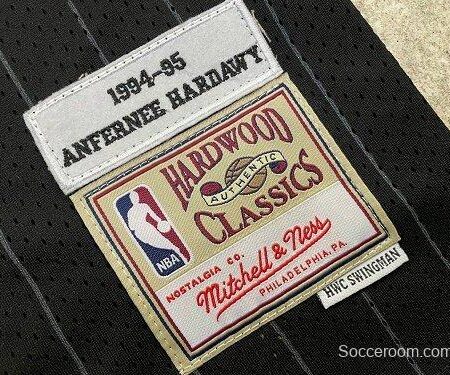 1994-95
ANFERNEE HARDAWY
HARDWOOD
AUTHENTIC
CLASSICS
NBA
NOSTALGIA CO.
Mitchell & Ness
PHILADELPHIA, PA.
HWC SWINGMAN
Socceroom.com